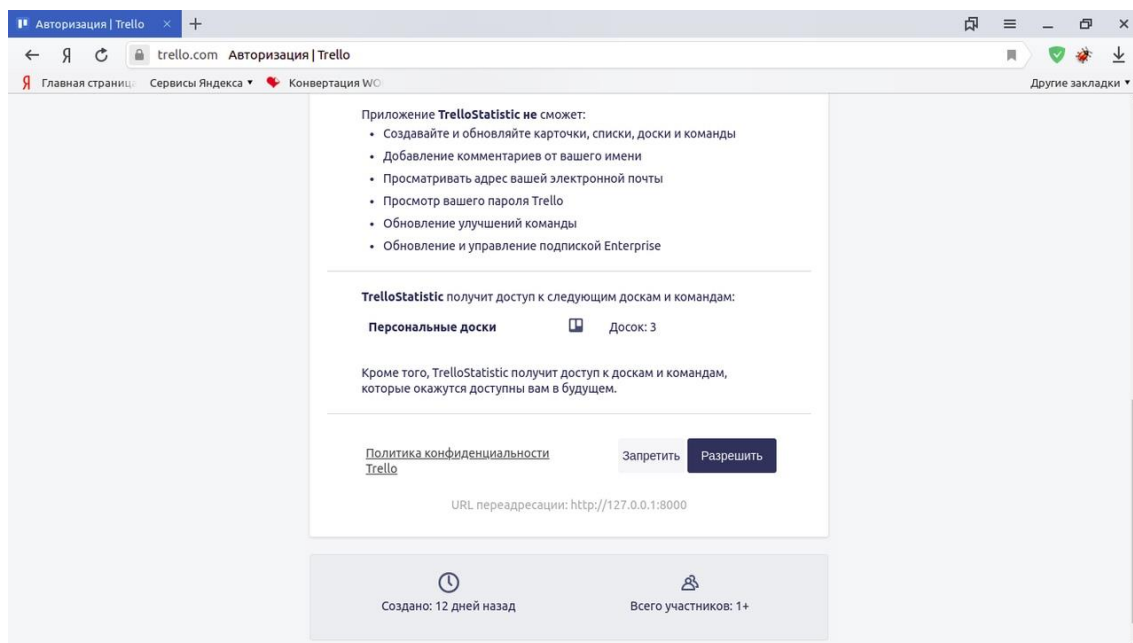 Авторизация | Trello
trello.com Авторизация | Trello
Главная страниц Сервисы Яндекса Конвертация WO Другие закладки
Приложение TrelloStatistic не сможет:
• Создавайте и обновляйте карточки, списки, доски и команды
• Добавление комментариев от вашего имени
• Просматривать адрес вашей электронной почты
• Просмотр вашего пароля Trello
• Обновление улучшений команды
• Обновление и управление подпиской Enterprise
TrelloStatistic получит доступ к следующим доскам и командам:
Персональные доски Досок: 3
Кроме того, TrelloStatistic получит доступ к доскам и командам,
которые окажутся доступны вам в будущем.
Политика конфиденциальности
Trello
Запретить Разрешить
URL переадресации: http://127.0.0.1:8000
Создано: 12 дней назад Всего участников: 1+